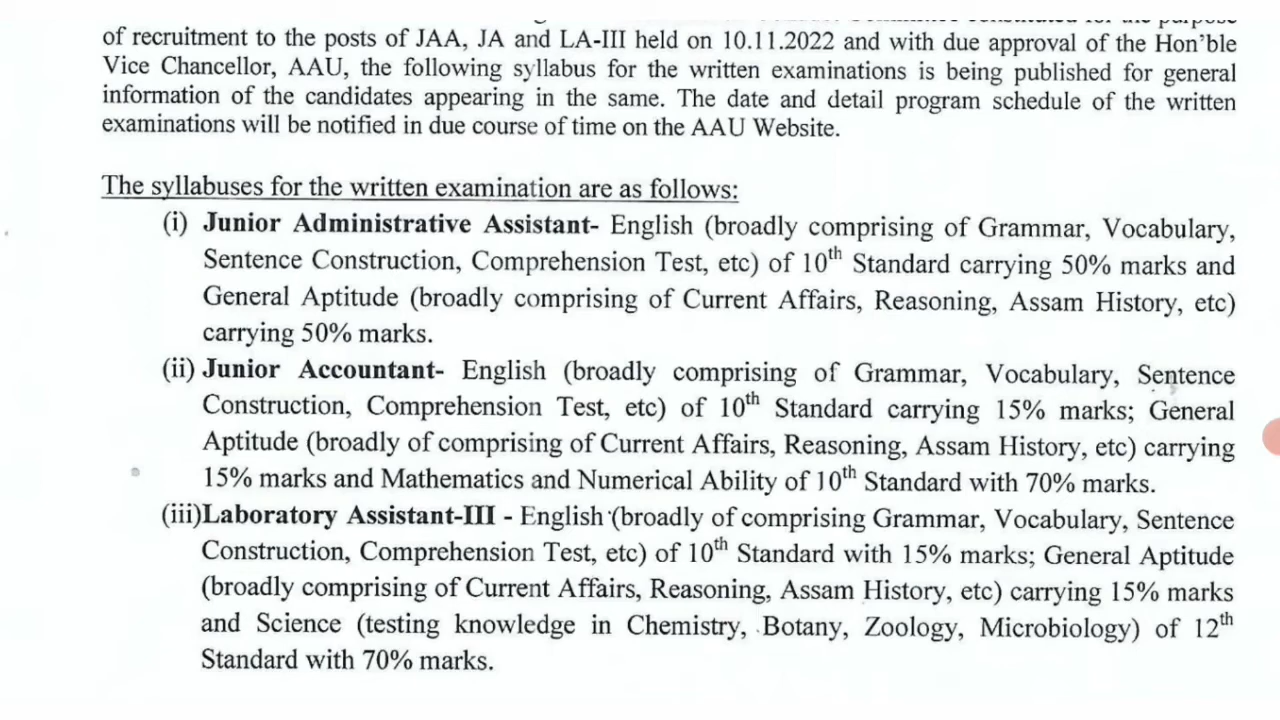 of recruitment to the posts of JAA, JA and LA-III held on 10.11.2022 and with due approval of the Hon'ble
Vice Chancellor, AAU, the following syllabus for the written examinations is being published for general
information of the candidates appearing in the same. The date and detail program schedule of the written
examinations will be notified in due course of time on the AAU Website.
The syllabuses for the written examination are as follows:
(i) Junior Administrative Assistant- English (broadly comprising of Grammar, Vocabulary,
Sentence Construction, Comprehension Test, etc) of 10th Standard carrying 50% marks and
General Aptitude (broadly comprising of Current Affairs, Reasoning, Assam History, etc)
carrying 50% marks.
(ii) Junior Accountant- English (broadly comprising of Grammar, Vocabulary, Sentence
Construction, Comprehension Test, etc) of 10th Standard carrying 15% marks; General
Aptitude (broadly of comprising of Current Affairs, Reasoning, Assam History, etc) carrying
15% marks and Mathematics and Numerical Ability of 10th Standard with 70% marks.
(iii)Laboratory Assistant-III - English (broadly of comprising Grammar, Vocabulary, Sentence
Construction, Comprehension Test, etc) of 10th Standard with 15% marks; General Aptitude
(broadly comprising of Current Affairs, Reasoning, Assam History, etc) carrying 15% marks
and Science (testing knowledge in Chemistry, Botany, Zoology, Microbiology) of 12th
Standard with 70% marks.